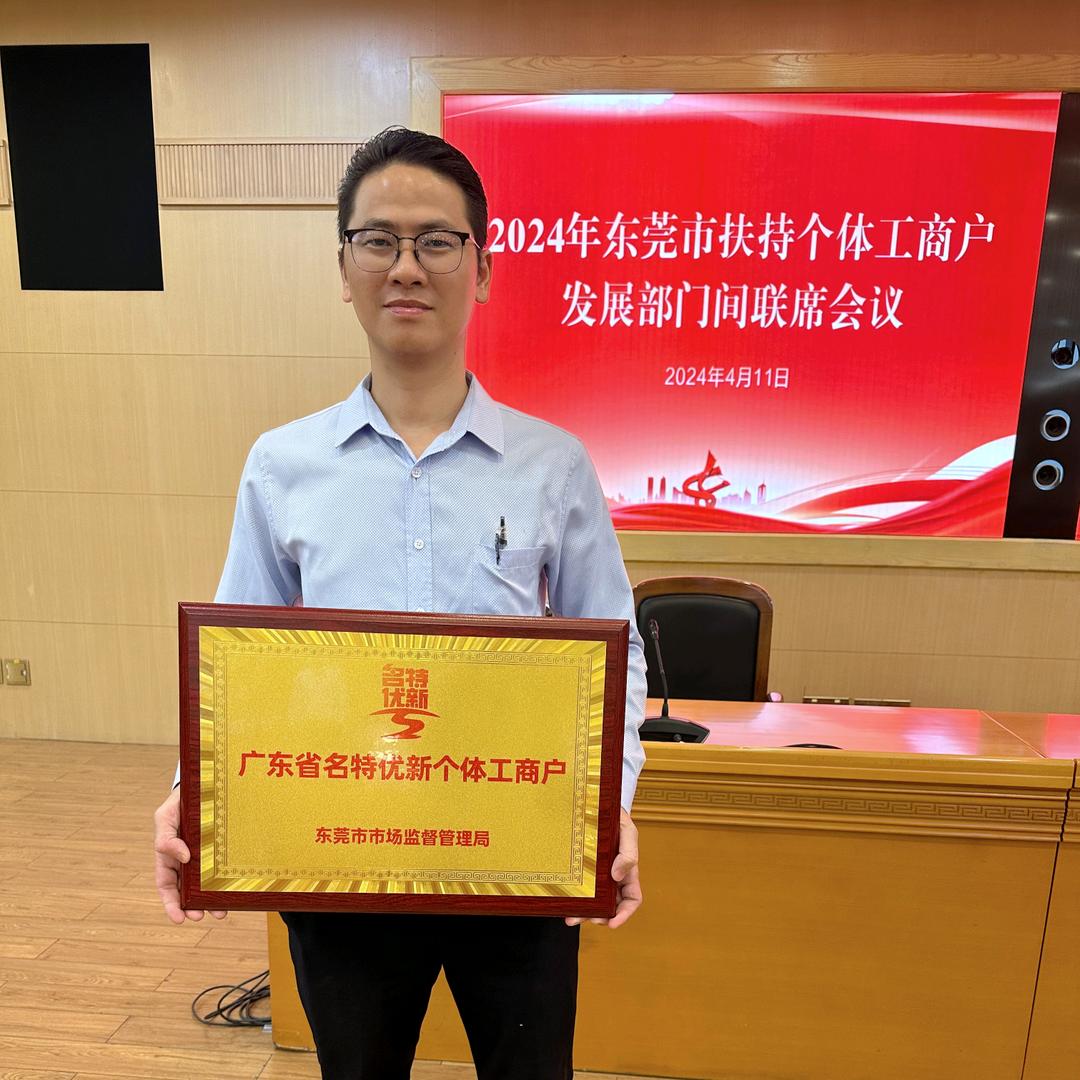 2024年东莞市扶持个体工商户
发展部门间联席会议
2024年4月11日
名特
优新
广东省名特优新个体工商户
东莞市市场监督管理局